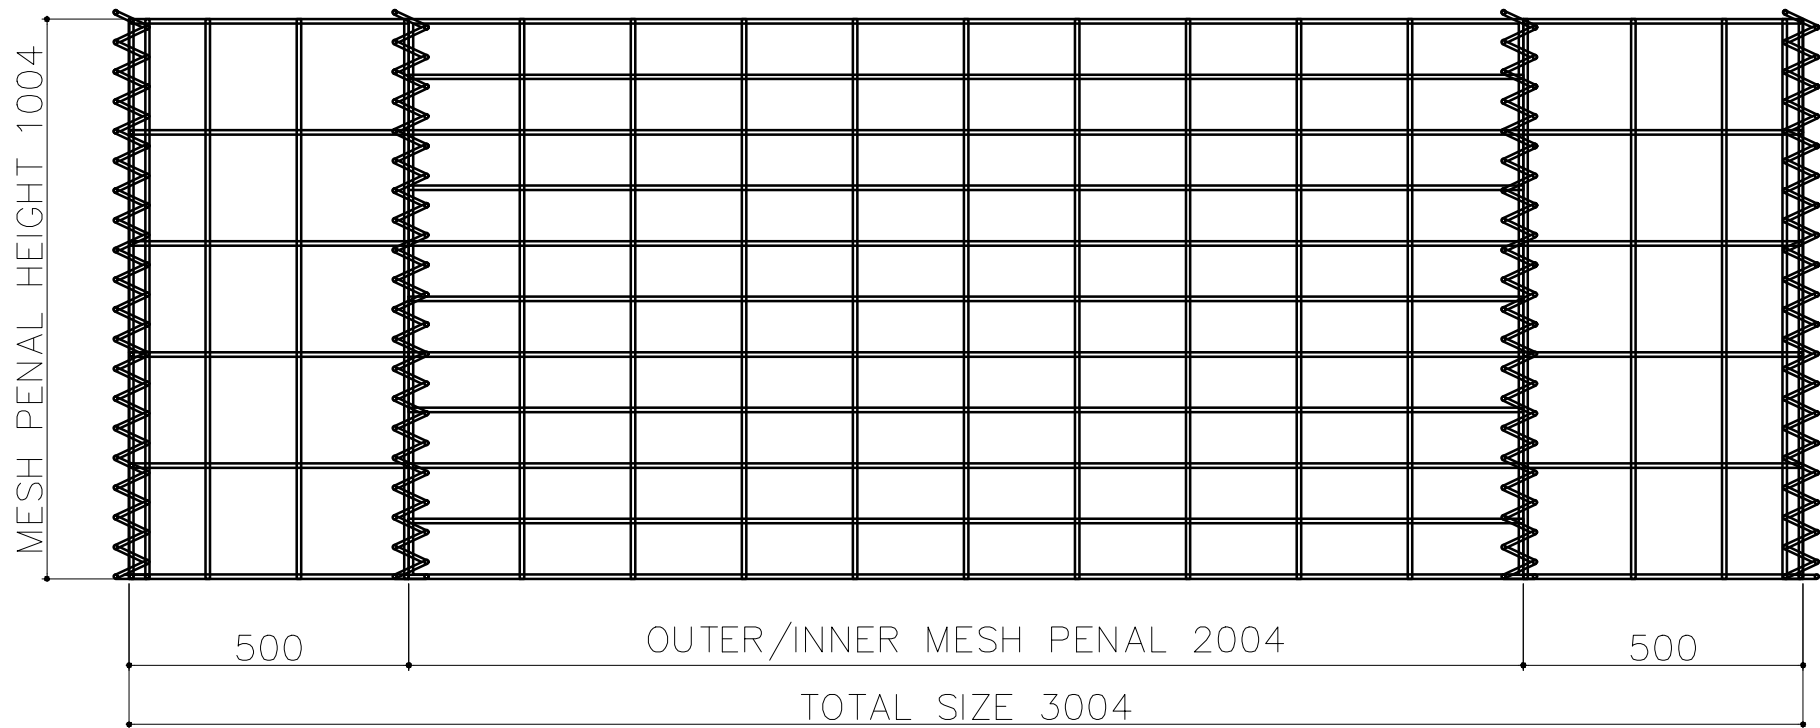 MESH PENAL HEIGHT 1004
500
OUTER/INNER MESH PENAL 2004
500
TOTAL SIZE 3004